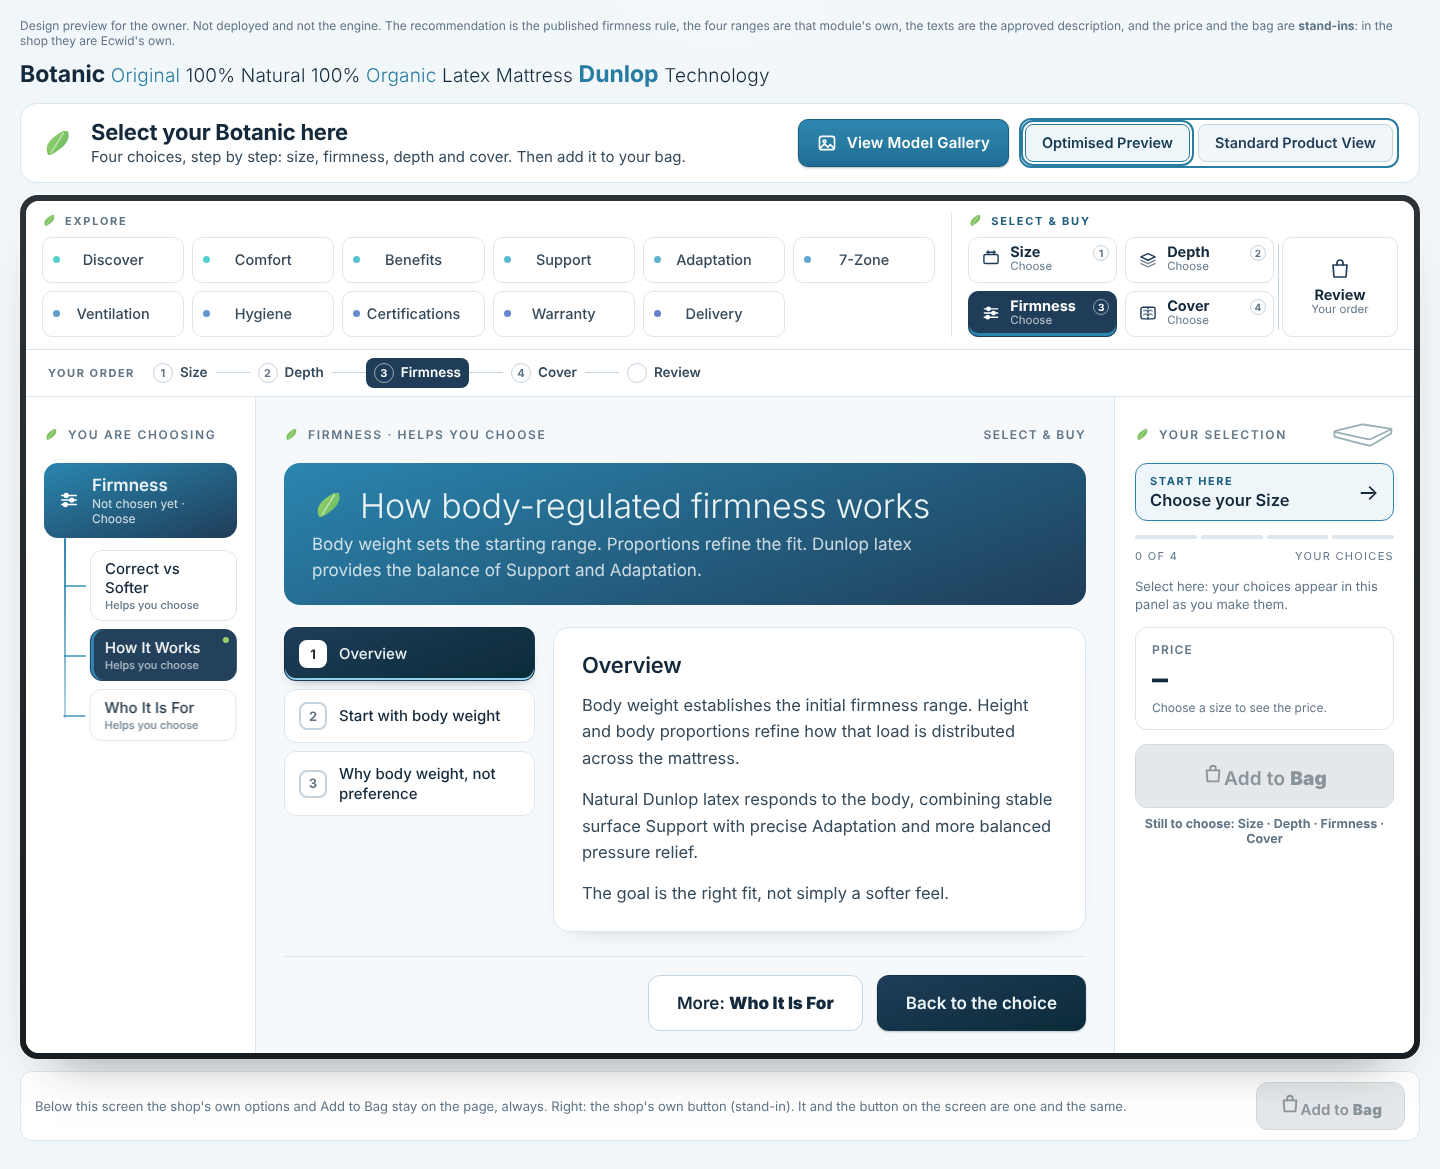 Design preview for the owner. Not deployed and not the engine. The recommendation is the published firmness rule, the four ranges are that module's own, the texts are the approved description, and the price and the bag are stand-ins: in the
shop they are Ecwid's own.
Botanic Original 100% Natural 100% Organic Latex Mattress Dunlop Technology
Select your Botanic here
Four choices, step by step: size, firmness, depth and cover. Then add it to your bag.
View Model Gallery
Optimised Preview
Standard Product View
EXPLORE
Discover
Comfort
Benefits
Support
Adaptation
7-Zone
Ventilation
Hygiene
Certifications
Warranty
Delivery
SELECT & BUY
Size
Choose
1
Depth
Choose
2
Firmness
Choose
3
Cover
Choose
4
Review
Your order
YOUR ORDER
1 Size
2 Depth
3 Firmness
4 Cover
Review
YOU ARE CHOOSING
Firmness
Not chosen yet ·
Choose
Correct vs
Softer
Helps you choose
How It Works
Helps you choose
Who It Is For
Helps you choose
FIRMNESS · HELPS YOU CHOOSE
SELECT & BUY
How body-regulated firmness works
Body weight sets the starting range. Proportions refine the fit. Dunlop latex
provides the balance of Support and Adaptation.
1 Overview
2 Start with body weight
3 Why body weight, not
preference
Overview
Body weight establishes the initial firmness range. Height
and body proportions refine how that load is distributed
across the mattress.
Natural Dunlop latex responds to the body, combining stable
surface Support with precise Adaptation and more balanced
pressure relief.
The goal is the right fit, not simply a softer feel.
More: Who It Is For
Back to the choice
YOUR SELECTION
START HERE
Choose your Size
0 OF 4
YOUR CHOICES
Select here: your choices appear in this
panel as you make them.
PRICE
–
Choose a size to see the price.
Add to Bag
Still to choose: Size · Depth · Firmness ·
Cover
Below this screen the shop's own options and Add to Bag stay on the page, always. Right: the shop's own button (stand-in). It and the button on the screen are one and the same.
Add to Bag